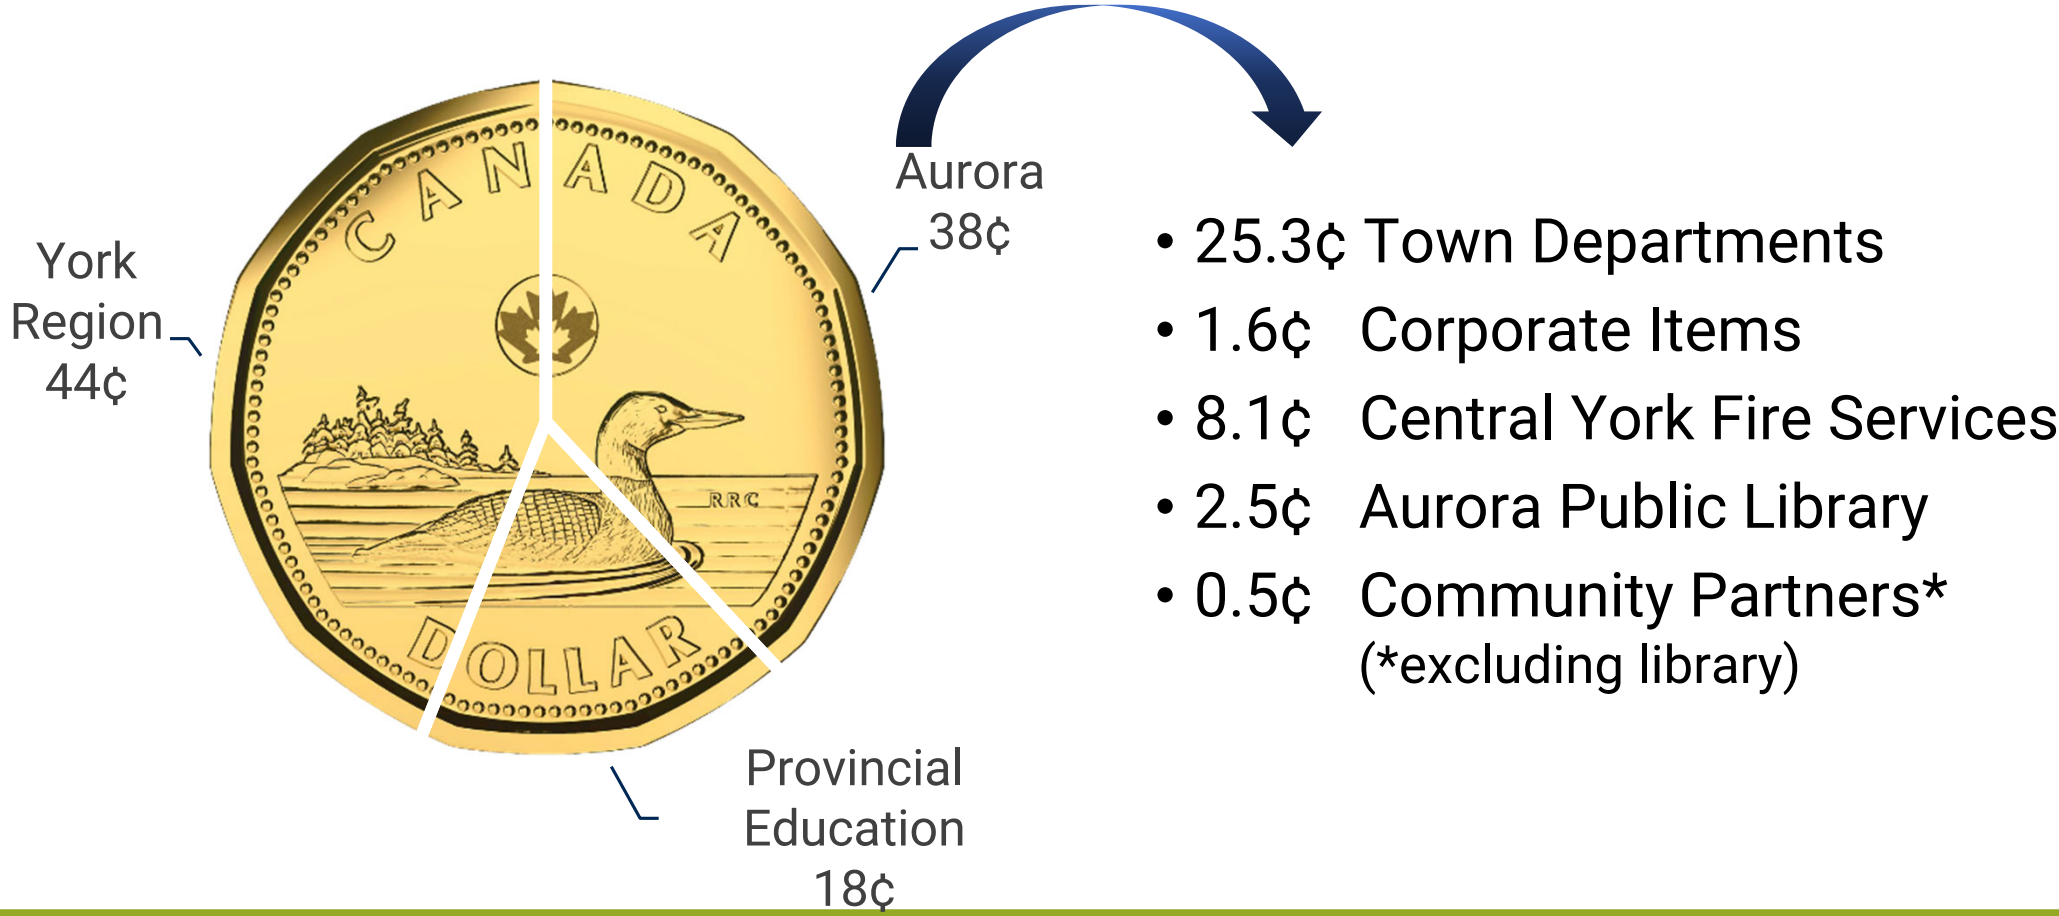 CANADA
RRC
DOLLAR
York
Region
44¢
Aurora
38¢
Provincial
Education
18¢
• 25.3¢ Town Departments
• 1.6¢ Corporate Items
• 8.1¢ Central York Fire Services
• 2.5¢ Aurora Public Library
• 0.5¢ Community Partners*
(*excluding library)